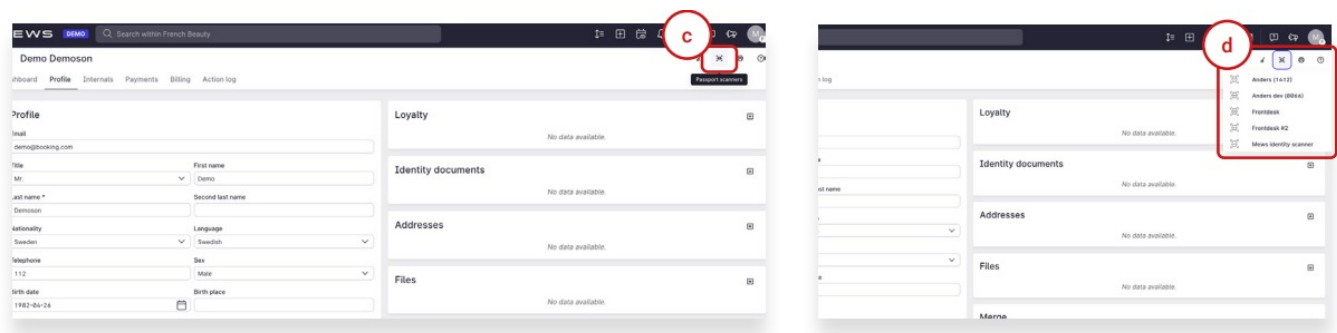 EWS DEMO Search within French Beauty
c
Demo Demoson
Passport scanners
hboard Profile Internals Payments Billing Action log
Profile
Email
demo@booking.com
Title First name
Mr. Demo
Last name * Second last name
Demoson
Nationality Language
Sweden Swedish
Telephone Sex
112 Male
Birth date Birth place
1982-04-26
Loyalty
No data available.
Identity documents
No data available.
Addresses
No data available.
Files
No data available.
d
log
Anders (1412)
Anders dev (0066)
Frontdesk
Frontdesk #2
Mews identity scanner
st name
Loyalty
No data available.
Identity documents
No data available.
Addresses
No data available.
Files
No data available.
Merge